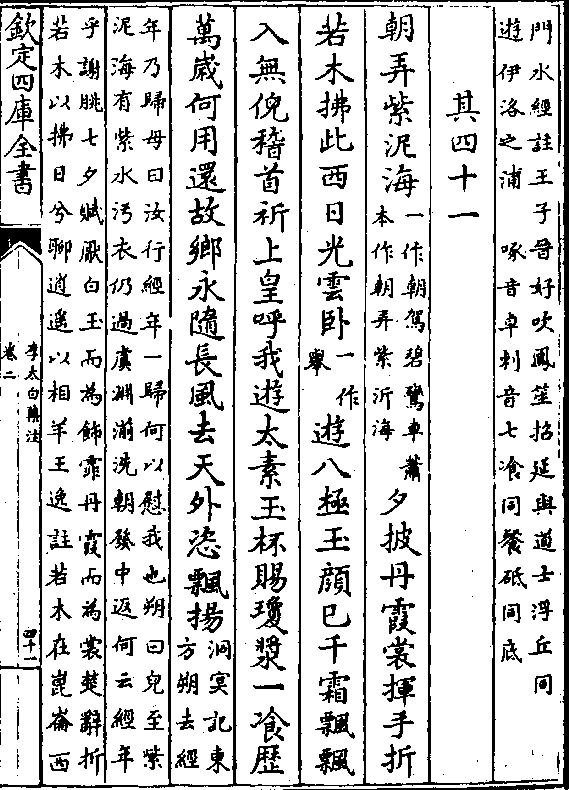 門水經註王子晉好吹鳳笙招延與道士浮丘同
遊伊洛之浦　啄音卓刺音七飡同餐砥同底
其四十一
朝弄紫泥海一作朝駕碧鸞車蕭本作朝弄紫沂海夕披丹霞裳揮手折
若木拂此西日光雲卧一作舉遊八極玉顔已千霜飄飄
入無倪稽首祈上皇呼我遊太素玉杯賜瓊漿一飡歴
萬歲何用還故鄉永隨長風去天外恣飄揚洞冥記東方朔去經
年乃歸母曰汝行經年一歸何以慰我也朔曰兒至紫
泥海有紫水汚衣仍過虞淵湔洗朝發中返何云經年
乎謝朓七夕賦厭白玉而為飾霏丹霞而為裳楚辭折
若木以拂日兮聊逍遥以相羊王逸註若木在崑崙西
欽定四庫全書
李太白集注
卷二
四十一